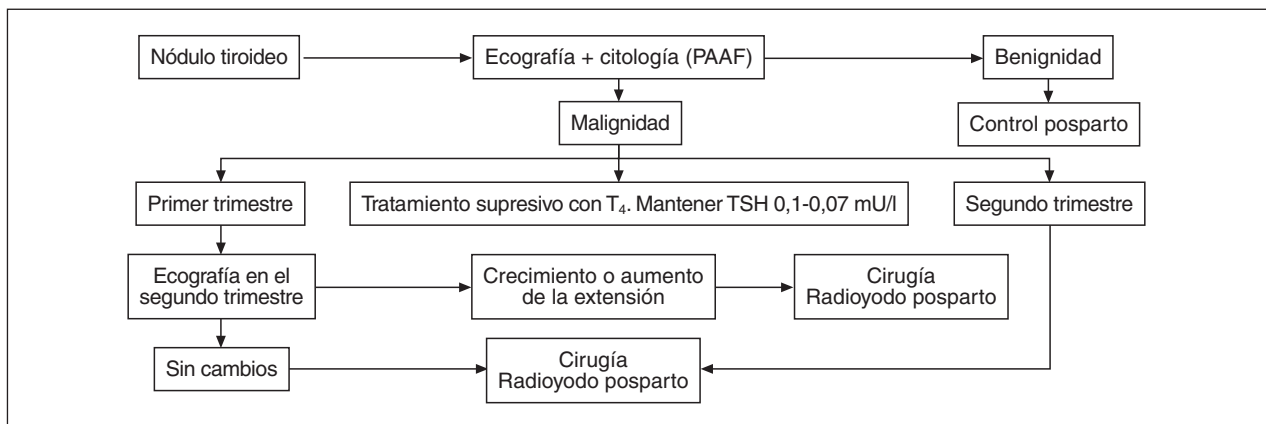 Nódulo tiroideo
Ecografía + citología (PAAF)
Benignidad
Malignidad
Control posparto
Primer trimestre
Tratamiento supresivo con T₄. Mantener TSH 0,1-0,07 mU/l
Segundo trimestre
Ecografía en el
segundo trimestre
Crecimiento o aumento
de la extensión
Cirugía
Radioyodo posparto
Sin cambios
Cirugía
Radioyodo posparto